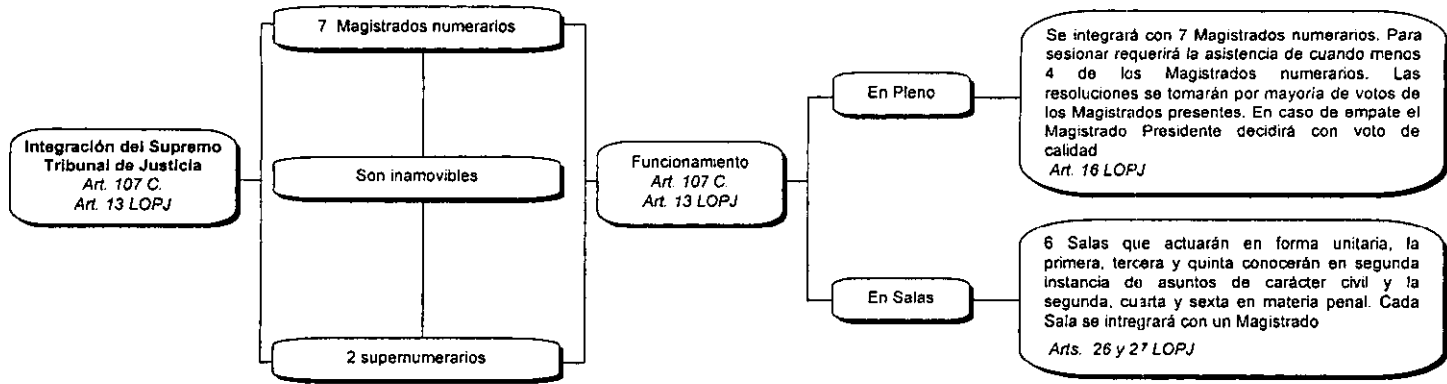 Integración del Supremo
Tribunal de Justicia
Art. 107 C.
Art. 13 LOPJ
7 Magistrados numerarios
Son inamovibles
2 supernumerarios
Funcionamiento
Art. 107 C.
Art. 13 LOPJ
En Pleno
Se integrará con 7 Magistrados numerarios. Para
sesionar requerirá la asistencia de cuando menos
4 de los Magistrados numerarios. Las
resoluciones se tomarán por mayoría de votos de
los Magistrados presentes. En caso de empate el
Magistrado Presidente decidirá con voto de
calidad
Art. 16 LOPJ
En Salas
6 Salas que actuarán en forma unitaria, la
primera, tercera y quinta conocerán en segunda
instancia de asuntos de carácter civil y la
segunda, cuarta y sexta en materia penal. Cada
Sala se intregrará con un Magistrado
Arts. 26 y 27 LOPJ